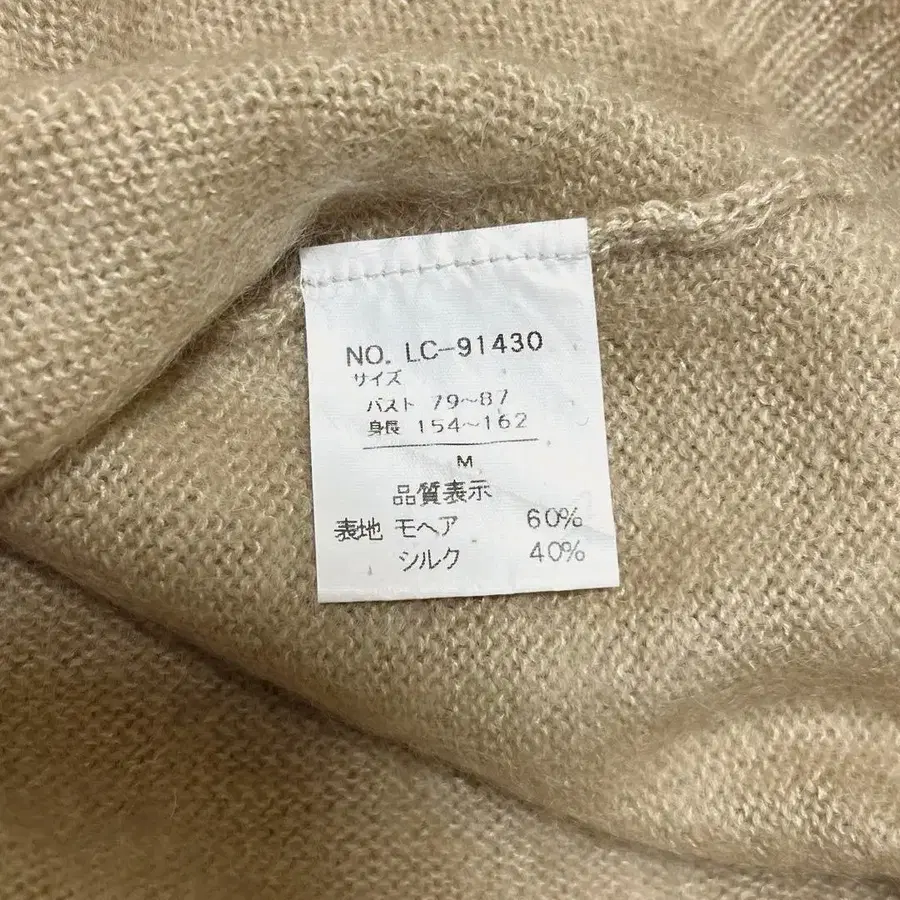 NO. LC-91430
サイズ
バスト 79～87
身長 154～162
M
品質表示
表地 モヘア 60%
シルク 40%